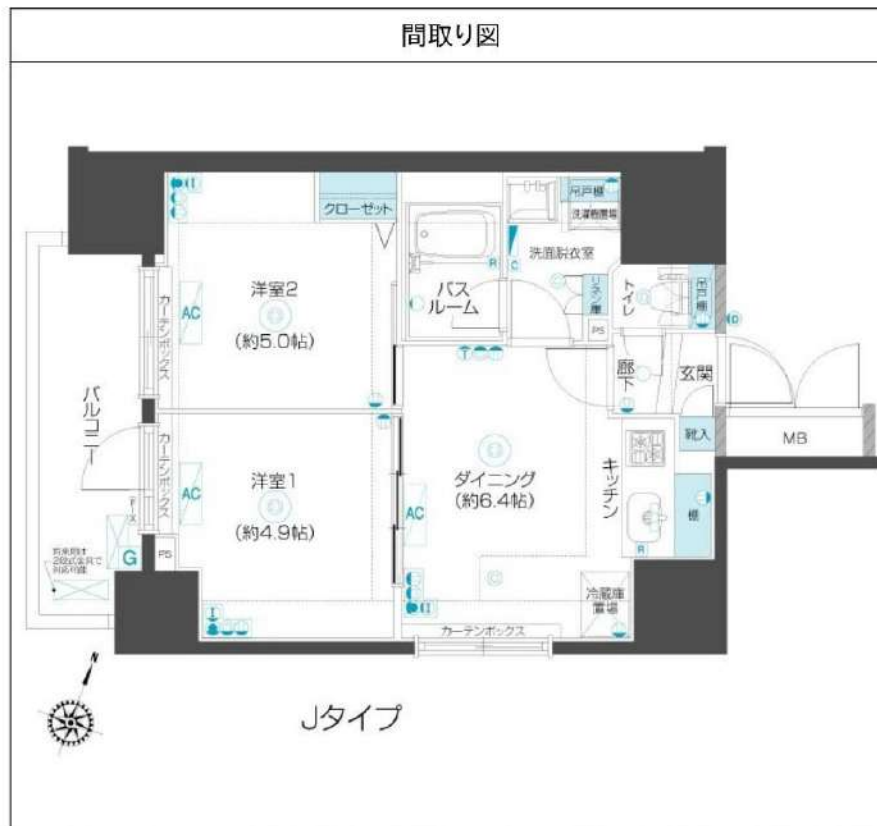 間取り図
クローゼット
吊戸棚
洗濯機置場
洗面脱衣室
R
C
バス
ルーム
リネン庫
PS
トイレ
吊戸棚
D
洋室2
(約5.0帖)
AC
カーテンボックス
バルコニー
廊下
玄関
靴入
MB
T
洋室1
(約4.9帖)
AC
カーテンボックス
FIX
G
PS
ダイニング
(約6.4帖)
AC
キッチン
棚
R
冷蔵庫
置場
カーテンボックス
N
Jタイプ